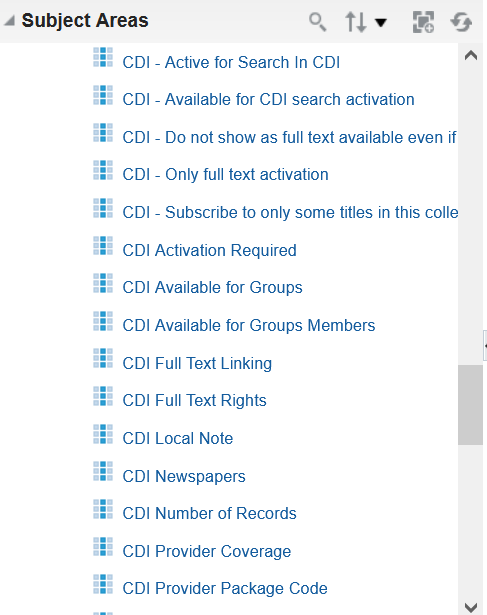 Subject Areas
CDI - Active for Search In CDI
CDI - Available for CDI search activation
CDI - Do not show as full text available even if
CDI - Only full text activation
CDI - Subscribe to only some titles in this colle
CDI Activation Required
CDI Available for Groups
CDI Available for Groups Members
CDI Full Text Linking
CDI Full Text Rights
CDI Local Note
CDI Newspapers
CDI Number of Records
CDI Provider Coverage
CDI Provider Package Code